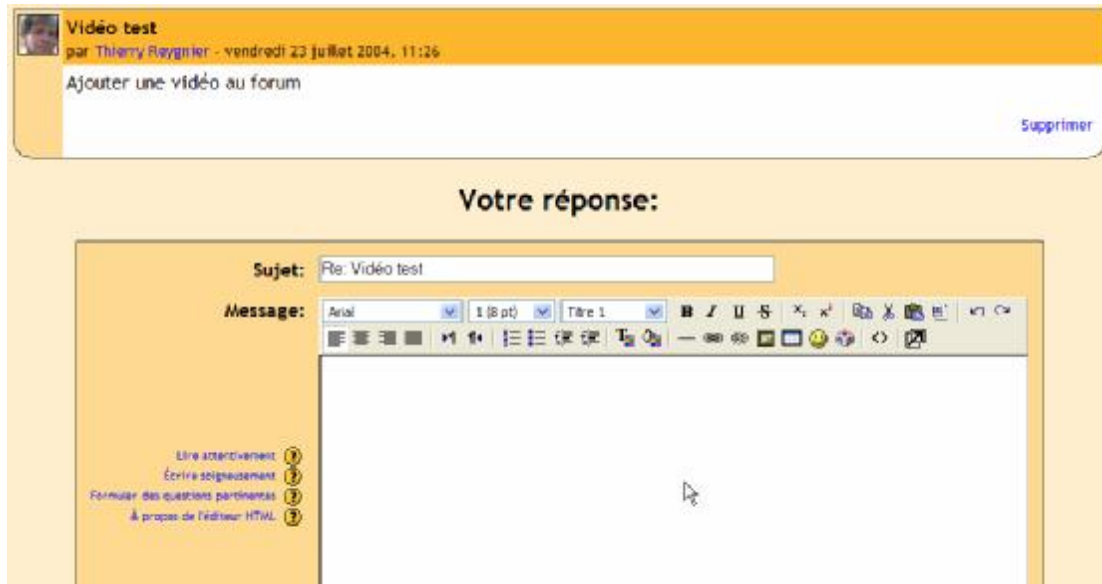 Vidéo test
par Thierry Reygnier - vendredi 23 juillet 2004, 11:26
Ajouter une vidéo au forum
Supprimer
Votre réponse:
Sujet: Re: Vidéo test
Message: Arial 1 (8 pt) Titre 1
Lire attentivement
Écrire soigneusement
Formuler des questions pertinentes
À propos de l'éditeur HTML